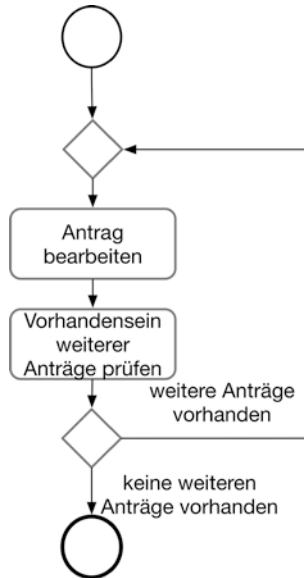 Antrag
bearbeiten
Vorhandensein
weiterer
Anträge prüfen
weitere Anträge
vorhanden
keine weiteren
Anträge vorhanden